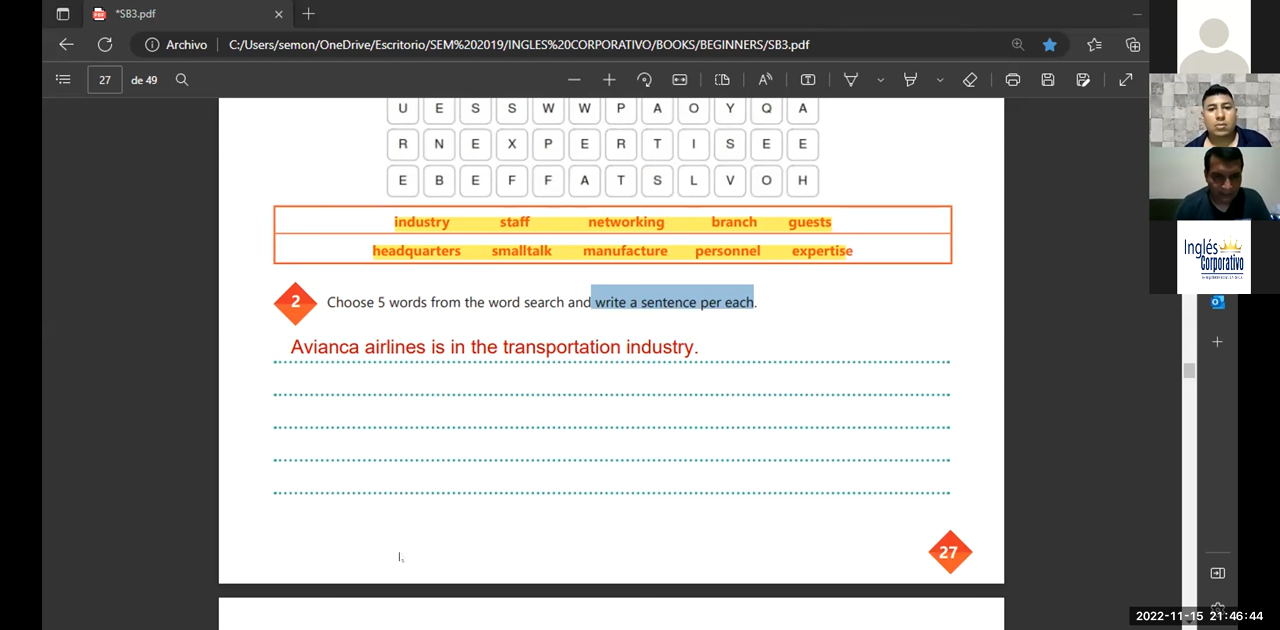 *SB3.pdf
Archivo
C:/Users/semon/OneDrive/Escritorio/SEM%202019/INGLES%20CORPORATIVO/BOOKS/BEGINNERS/SB3.pdf
27 de 49
U E S S W W P A O Y Q A
R N E X P E R T I S E E
E B E F F A T S L V O H
industry staff networking branch guests
headquarters smalltalk manufacture personnel expertise
2 Choose 5 words from the word search and write a sentence per each.
Avianca airlines is in the transportation industry.
27
Inglés
Corporativo
2022-11-15 21:46:44